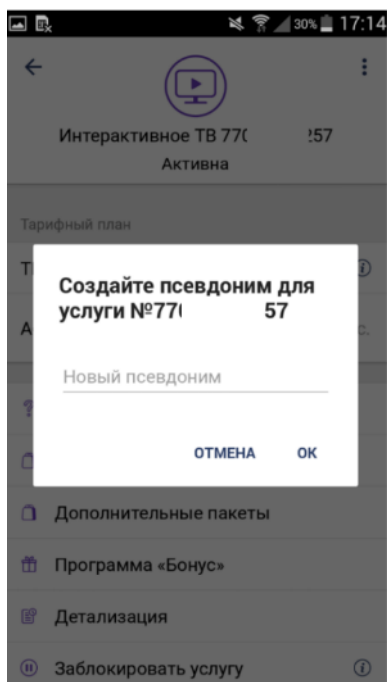 30% 17:14
Интерактивное ТВ 77 257
Активна
Тарифный план
Создайте псевдоним для
услуги №77 57
Новый псевдоним
ОТМЕНА ОК
Дополнительные пакеты
Программа «Бонус»
Детализация
Заблокировать услугу